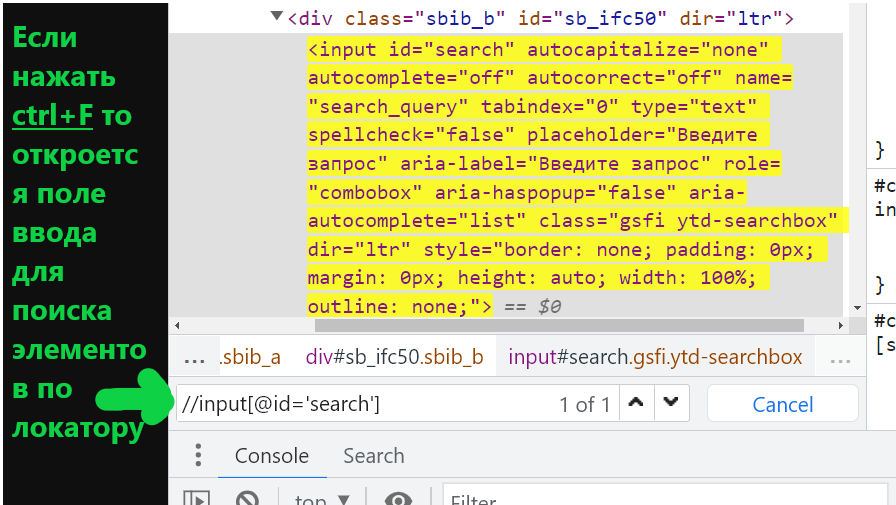 Если
нажать
ctrl+F то
откроетс
я поле
ввода
для
поиска
элементо
в по
локатору
<div class="sbib_b" id="sb_ifc50" dir="ltr">
<input id="search" autocapitalize="none"
autocomplete="off" autocorrect="off" name=
"search_query" tabindex="0" type="text"
spellcheck="false" placeholder="Введите
запрос" aria-label="Введите запрос" role=
"combobox" aria-haspopup="false" aria-
autocomplete="list" class="gsfi ytd-searchbox"
dir="ltr" style="border: none; padding: 0px;
margin: 0px; height: auto; width: 100%;
outline: none;"> == $0
... .sbib_a div#sb_ifc50.sbib_b input#search.gsfi.ytd-searchbox ...
//input[@id='search'] 1 of 1 Cancel
Console Search
top Filter
}
#c
in
}
#c
[s